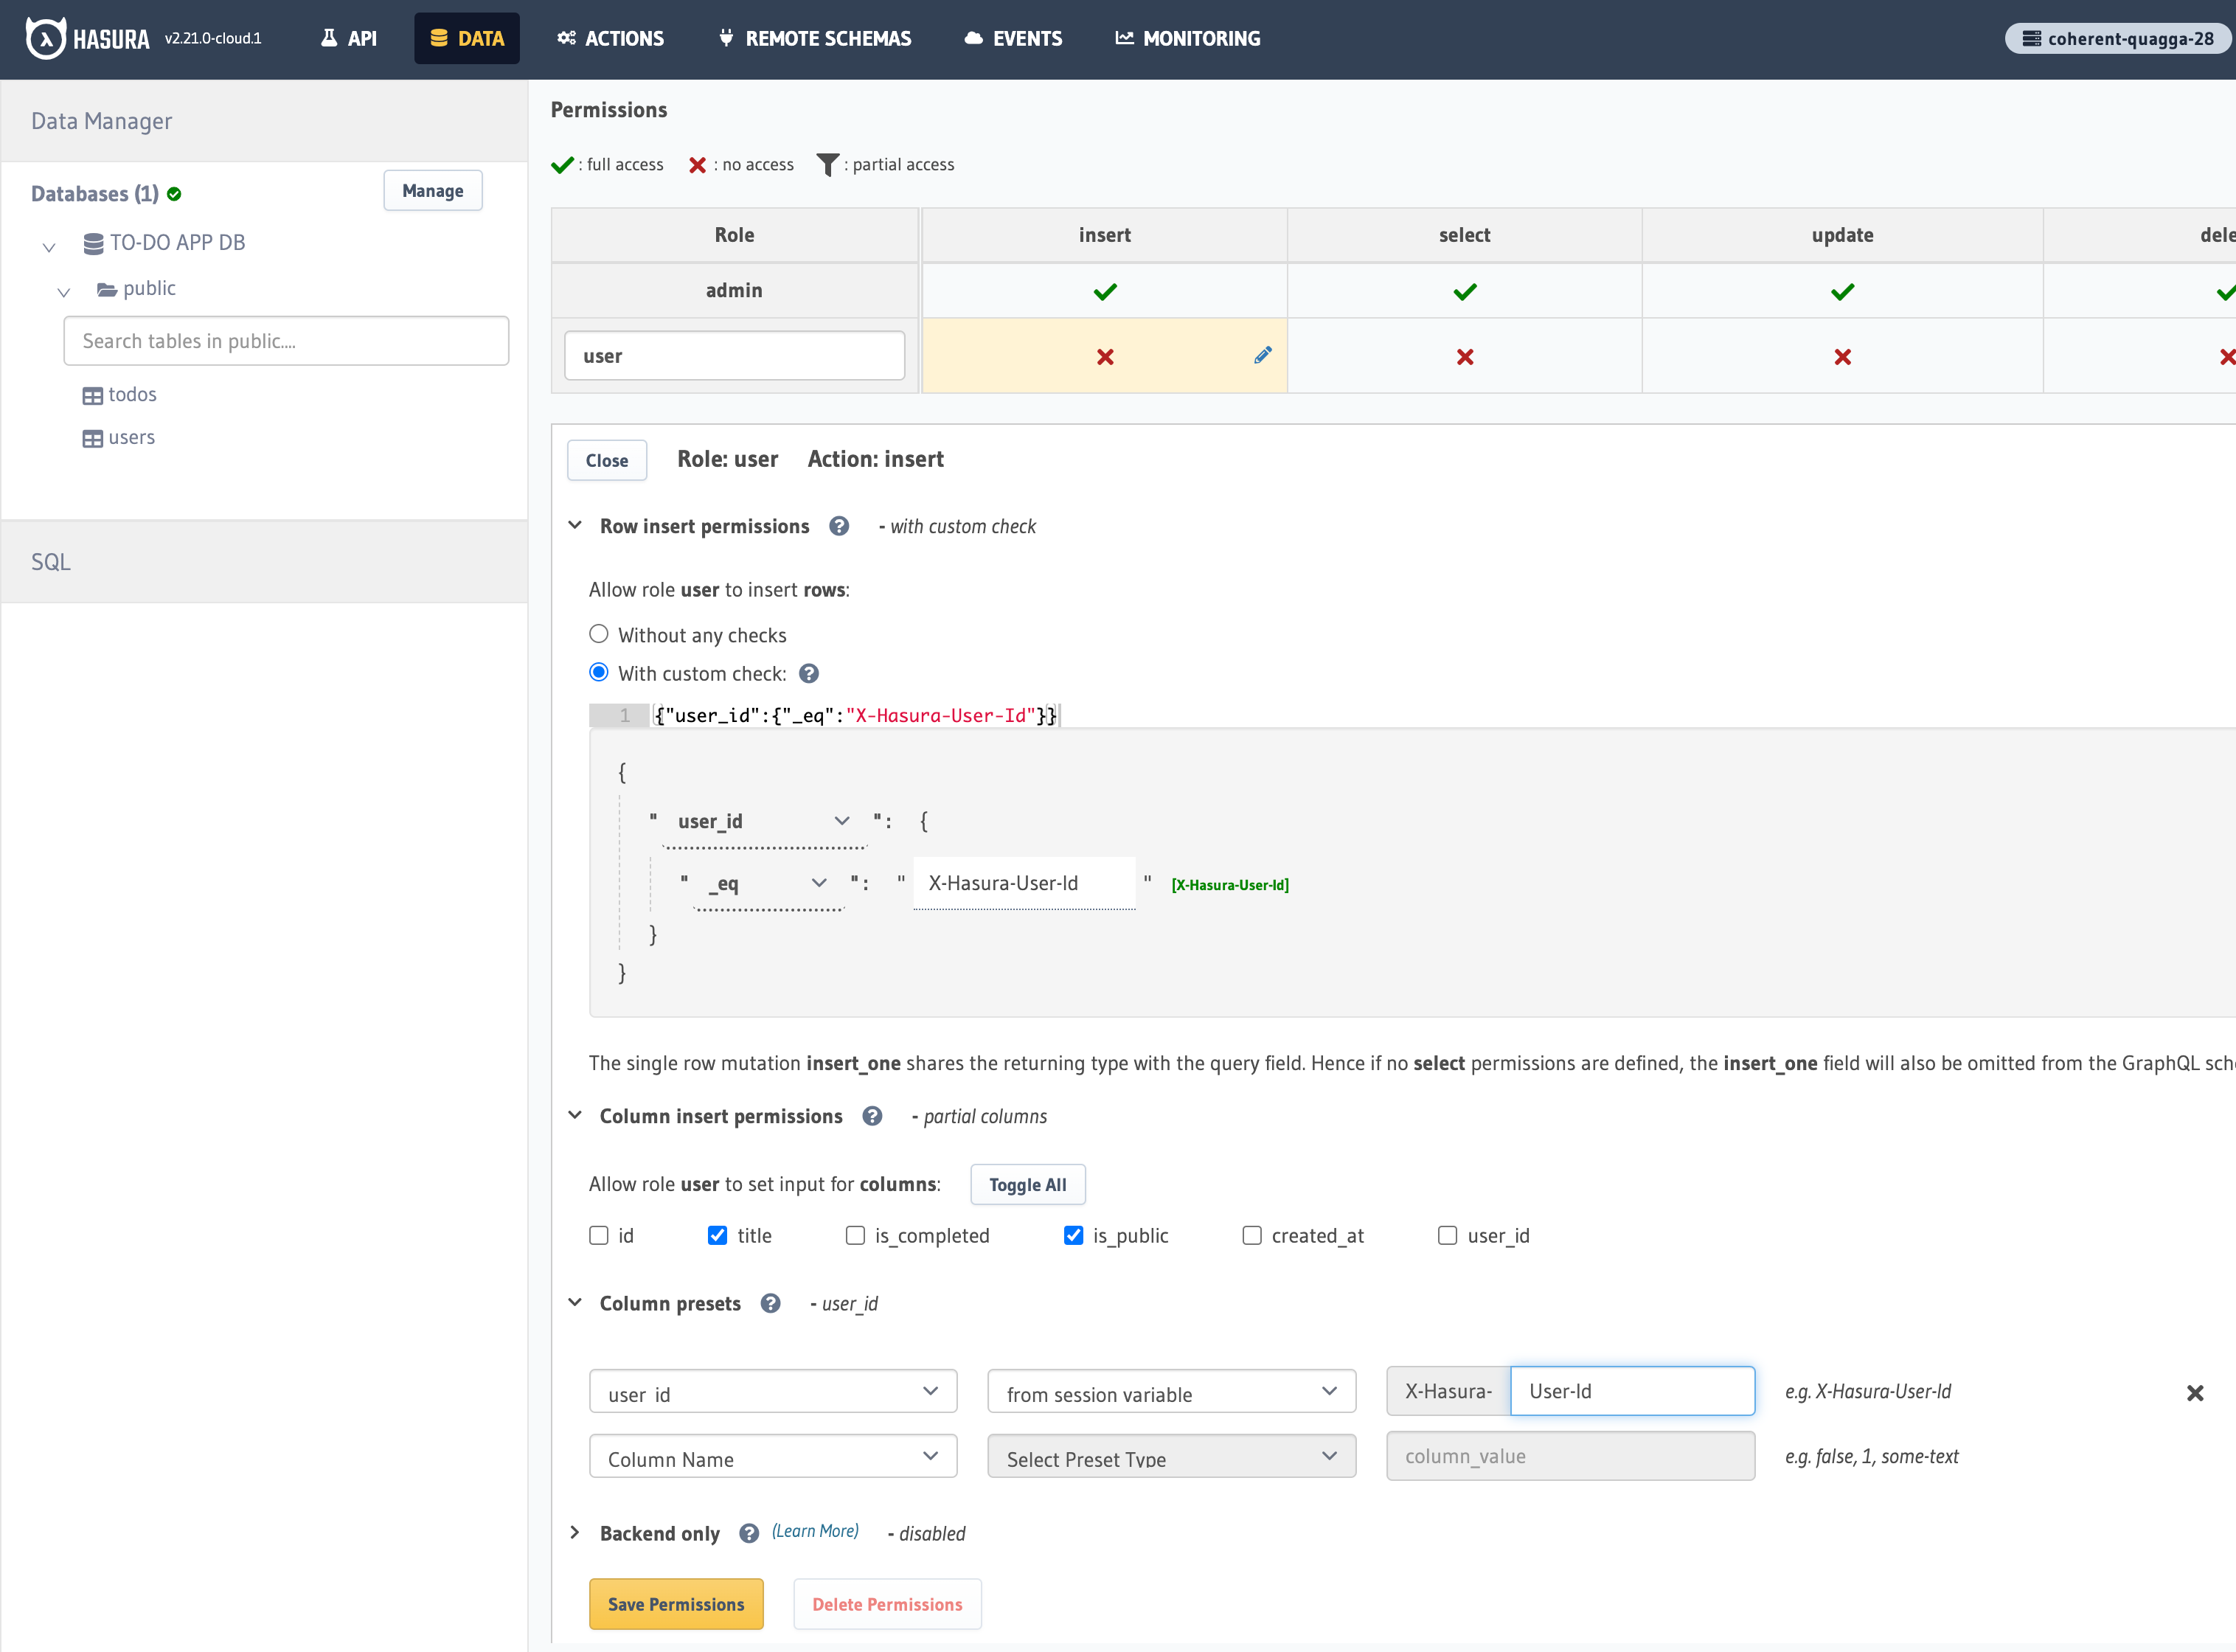 HASURA v2.21.0-cloud.1 API DATA ACTIONS REMOTE SCHEMAS EVENTS MONITORING coherent-quagga-28
Data Manager
Databases (1) Manage
TO-DO APP DB
public
Search tables in public....
todos
users
SQL
Permissions
: full access : no access : partial access
Role insert select update
admin
user
Close Role: user Action: insert
Row insert permissions ? - with custom check
Allow role user to insert rows:
Without any checks
With custom check: ?
1 {"user_id":{"_eq":"X-Hasura-User-Id"}}
{
" user_id ": {
" _eq ": " X-Hasura-User-Id " [X-Hasura-User-Id]
}
}
The single row mutation insert_one shares the returning type with the query field. Hence if no select permissions are defined, the insert_one field will also be omitted from the GraphQL
Column insert permissions ? - partial columns
Allow role user to set input for columns: Toggle All
id title is_completed is_public created_at user_id
Column presets ? - user_id
user_id from session variable X-Hasura- User-Id e.g. X-Hasura-User-Id
Column Name Select Preset Type column_value e.g. false, 1, some-text
Backend only ? (Learn More) - disabled
Save Permissions Delete Permissions